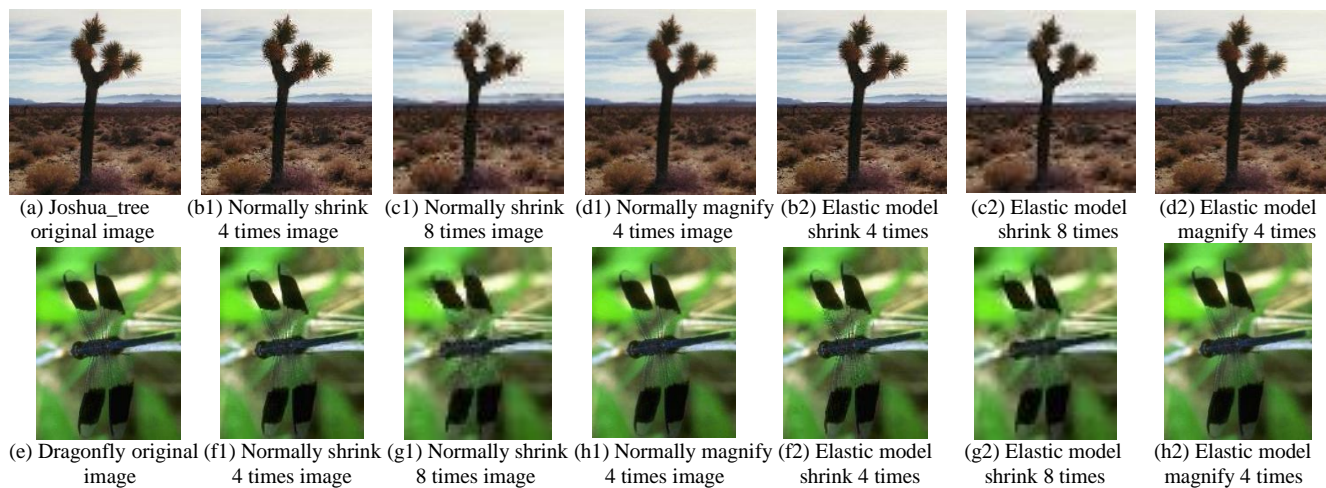 (a) Joshua_tree original image
(b1) Normally shrink 4 times image
(c1) Normally shrink 8 times image
(d1) Normally magnify 4 times image
(b2) Elastic model shrink 4 times
(c2) Elastic model shrink 8 times
(d2) Elastic model magnify 4 times
(e) Dragonfly original image
(f1) Normally shrink 4 times image
(g1) Normally shrink 8 times image
(h1) Normally magnify 4 times image
(f2) Elastic model shrink 4 times
(g2) Elastic model shrink 8 times
(h2) Elastic model magnify 4 times